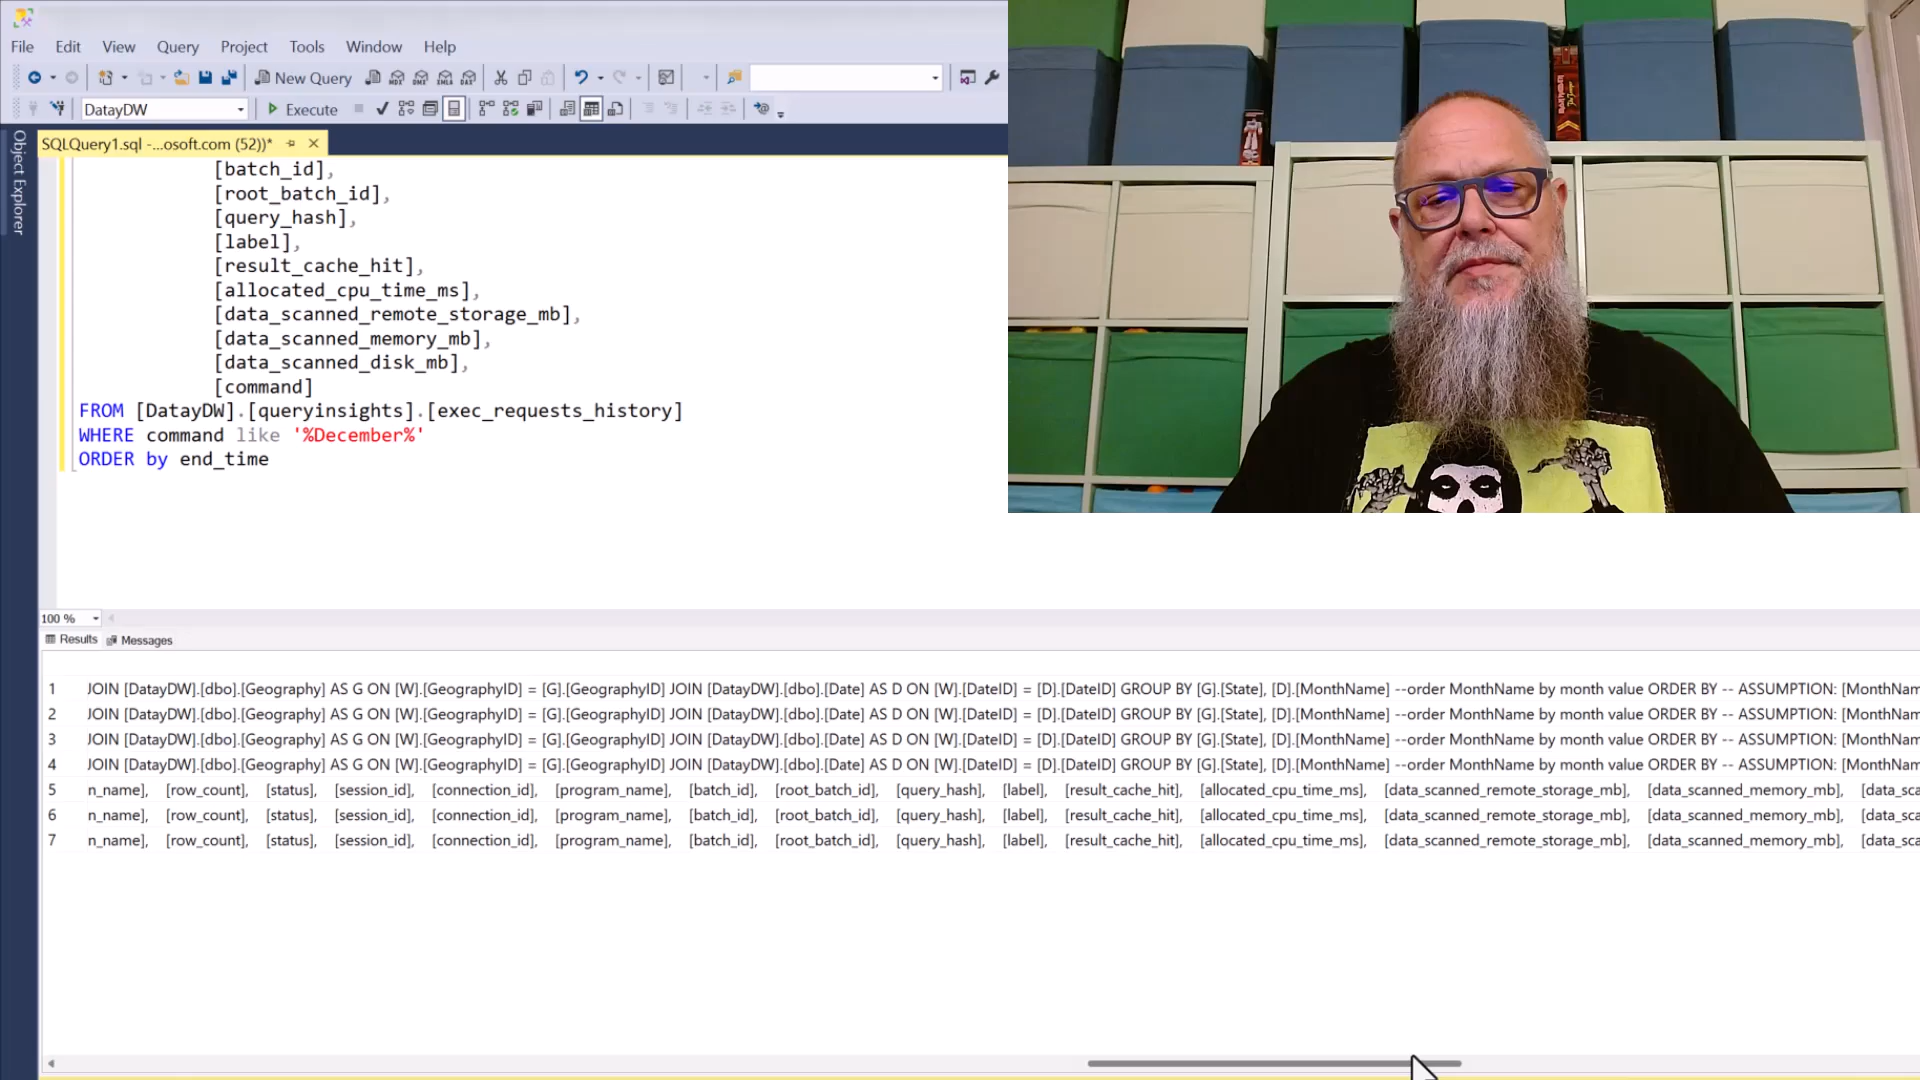 File Edit View Query Project Tools Window Help
New Query
DatayDW Execute
Object Explorer
SQLQuery1.sql -...osoft.com (52))*
[batch_id],
[root_batch_id],
[query_hash],
[label],
[result_cache_hit],
[allocated_cpu_time_ms],
[data_scanned_remote_storage_mb],
[data_scanned_memory_mb],
[data_scanned_disk_mb],
[command]
FROM [DatayDW].[queryinsights].[exec_requests_history]
WHERE command like '%December%'
ORDER by end_time
100 %
Results Messages
1 JOIN [DatayDW].[dbo].[Geography] AS G ON [W].[GeographyID] = [G].[GeographyID] JOIN [DatayDW].[dbo].[Date] AS D ON [W].[DateID] = [D].[DateID] GROUP BY [G].[State], [D].[MonthName] --order MonthName by month value ORDER BY -- ASSUMPTION: [MonthNam
2 JOIN [DatayDW].[dbo].[Geography] AS G ON [W].[GeographyID] = [G].[GeographyID] JOIN [DatayDW].[dbo].[Date] AS D ON [W].[DateID] = [D].[DateID] GROUP BY [G].[State], [D].[MonthName] --order MonthName by month value ORDER BY -- ASSUMPTION: [MonthNam
3 JOIN [DatayDW].[dbo].[Geography] AS G ON [W].[GeographyID] = [G].[GeographyID] JOIN [DatayDW].[dbo].[Date] AS D ON [W].[DateID] = [D].[DateID] GROUP BY [G].[State], [D].[MonthName] --order MonthName by month value ORDER BY -- ASSUMPTION: [MonthNam
4 JOIN [DatayDW].[dbo].[Geography] AS G ON [W].[GeographyID] = [G].[GeographyID] JOIN [DatayDW].[dbo].[Date] AS D ON [W].[DateID] = [D].[DateID] GROUP BY [G].[State], [D].[MonthName] --order MonthName by month value ORDER BY -- ASSUMPTION: [MonthNam
5 n_name], [row_count], [status], [session_id], [connection_id], [program_name], [batch_id], [root_batch_id], [query_hash], [label], [result_cache_hit], [allocated_cpu_time_ms], [data_scanned_remote_storage_mb], [data_scanned_memory_mb], [data_sca
6 n_name], [row_count], [status], [session_id], [connection_id], [program_name], [batch_id], [root_batch_id], [query_hash], [label], [result_cache_hit], [allocated_cpu_time_ms], [data_scanned_remote_storage_mb], [data_scanned_memory_mb], [data_sca
7 n_name], [row_count], [status], [session_id], [connection_id], [program_name], [batch_id], [root_batch_id], [query_hash], [label], [result_cache_hit], [allocated_cpu_time_ms], [data_scanned_remote_storage_mb], [data_scanned_memory_mb], [data_sca